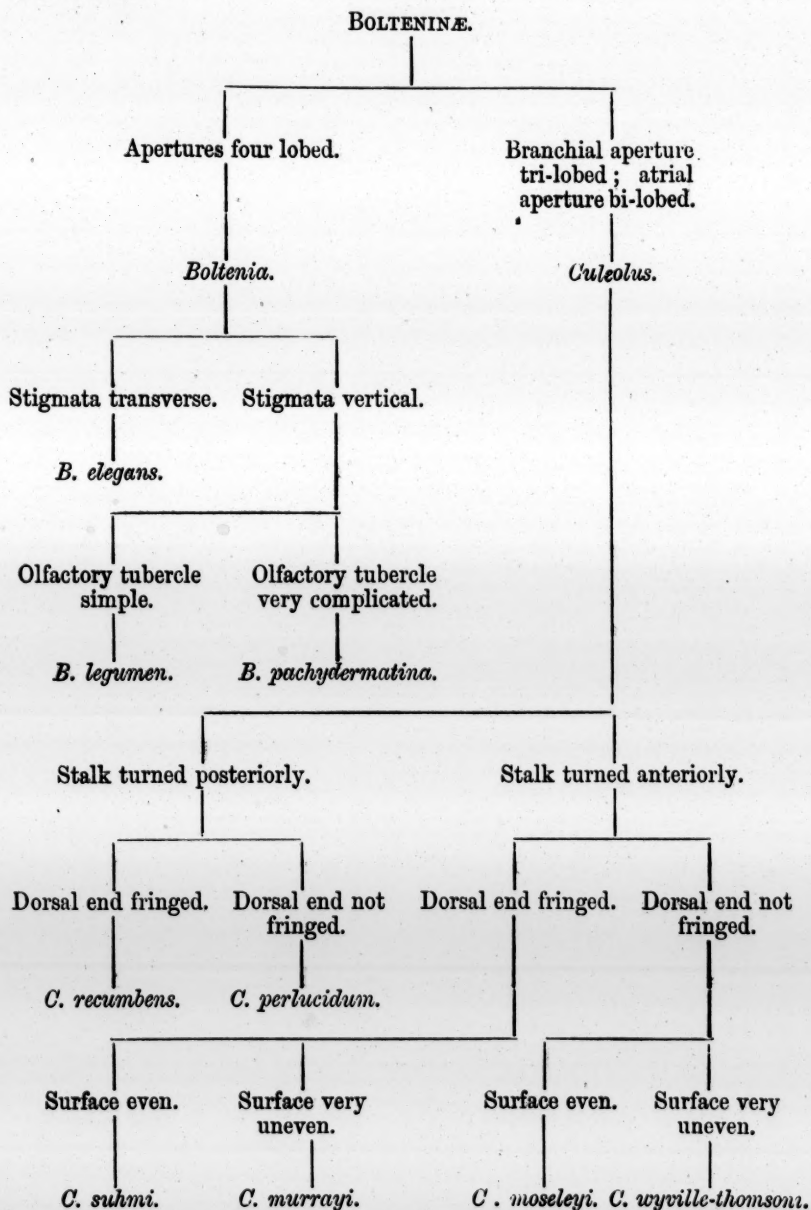 BOLTENINÆ.
Apertures four lobed.
Branchial aperture
tri-lobed; atrial
aperture bi-lobed.
Boltenia.
Culeolus.
Stigmata transverse.
Stigmata vertical.
B. elegans.
Olfactory tubercle
simple.
Olfactory tubercle
very complicated.
B. legumen.
B. pachydermatina.
Stalk turned posteriorly.
Stalk turned anteriorly.
Dorsal end fringed.
Dorsal end not
fringed.
Dorsal end fringed.
Dorsal end not
fringed.
C. recumbens.
C. perlucidum.
Surface even.
Surface very
uneven.
Surface even.
Surface very
uneven.
C. suhmi.
C. murrayi.
C. moseleyi.
C. wyville-thomsoni.